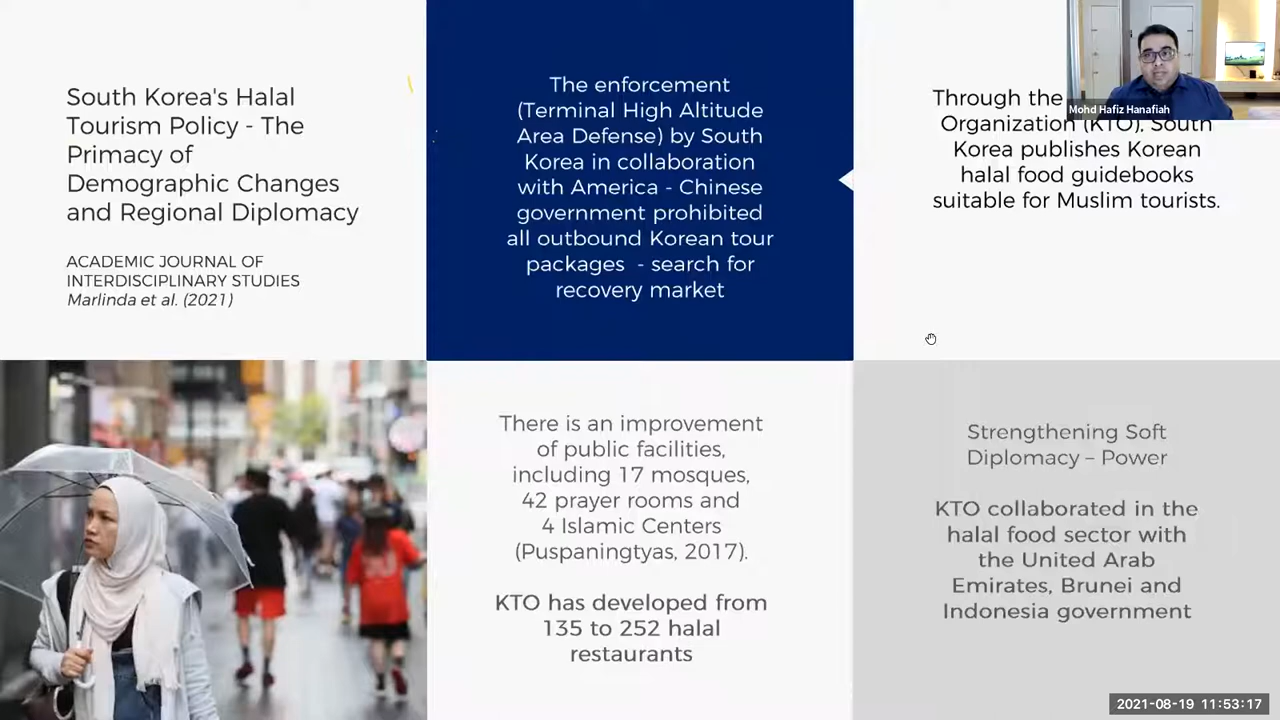 South Korea's Halal
Tourism Policy - The
Primacy of
Demographic Changes
and Regional Diplomacy
ACADEMIC JOURNAL OF
INTERDISCIPLINARY STUDIES
Marlinda et al. (2021)
The enforcement
(Terminal High Altitude
Area Defense) by South
Korea in collaboration
with America - Chinese
government prohibited
all outbound Korean tour
packages - search for
recovery market
Through the
Organization (KTO), South
Korea publishes Korean
halal food guidebooks
suitable for Muslim tourists.
Mohd Hafiz Hanafiah
There is an improvement
of public facilities,
including 17 mosques,
42 prayer rooms and
4 Islamic Centers
(Puspaningtyas, 2017).
KTO has developed from
135 to 252 halal
restaurants
Strengthening Soft
Diplomacy – Power
KTO collaborated in the
halal food sector with
the United Arab
Emirates, Brunei and
Indonesia government
2021-08-19 11:53:17